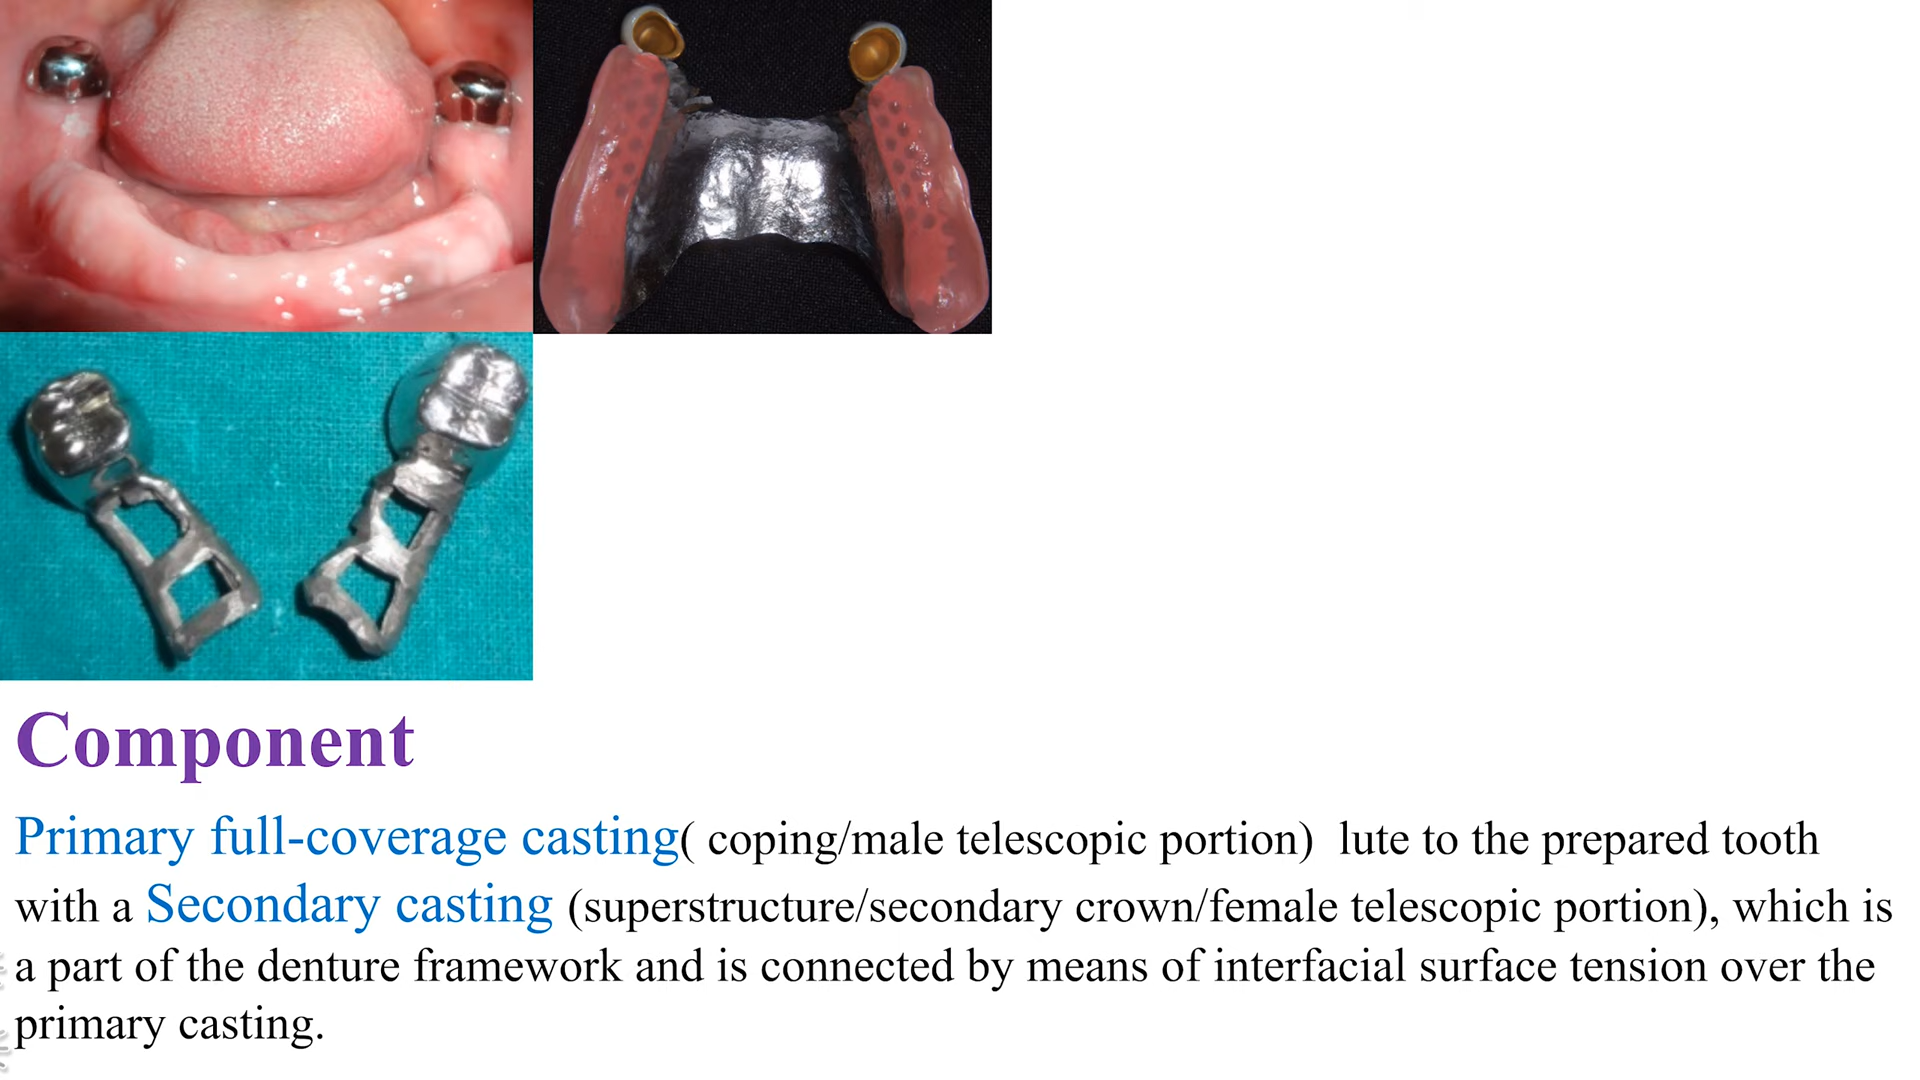 Component
Primary full-coverage casting( coping/male telescopic portion)  lute to the prepared tooth
with a Secondary casting (superstructure/secondary crown/female telescopic portion), which is
a part of the denture framework and is connected by means of interfacial surface tension over the
primary casting.